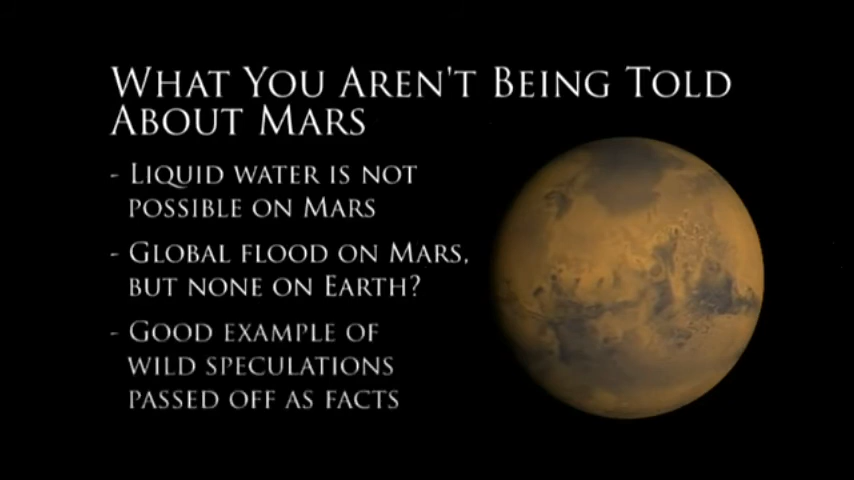 What You Aren't Being Told
About Mars
- Liquid water is not
possible on Mars
- Global flood on Mars,
but none on Earth?
- Good example of
wild speculations
passed off as facts